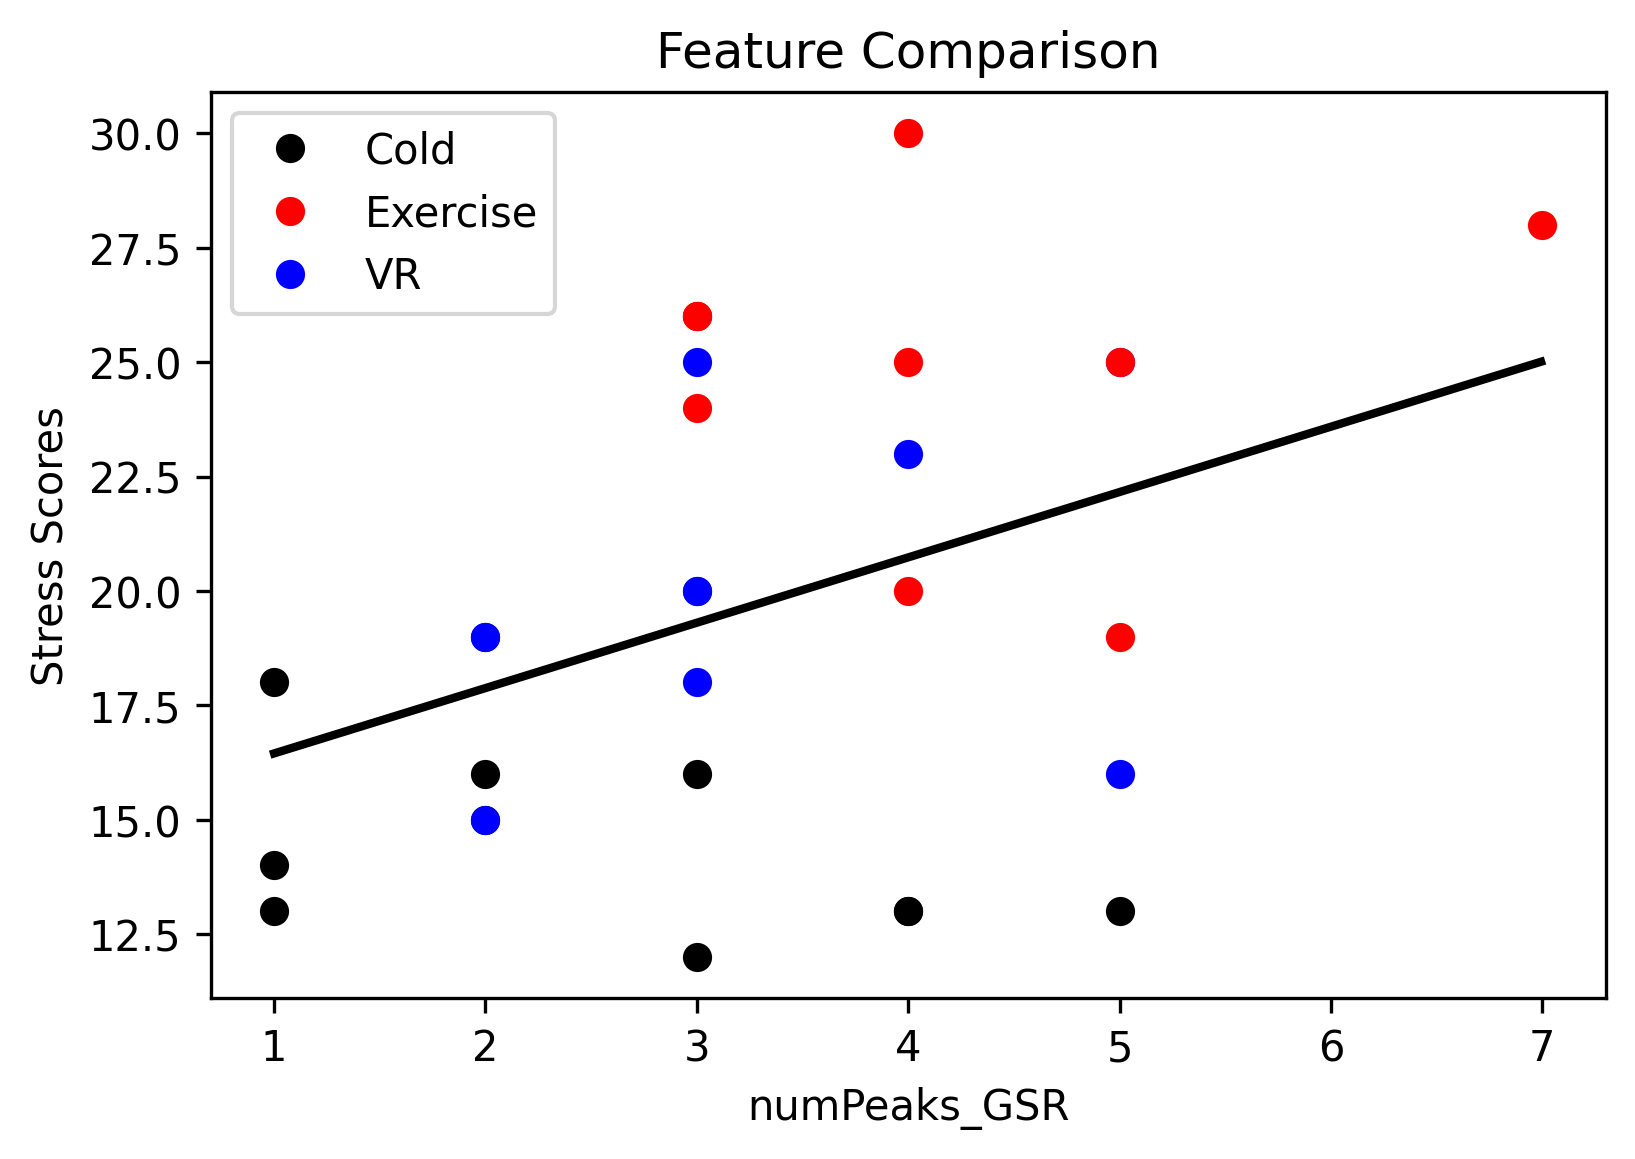 Feature Comparison
Cold
Exercise
VR
30.0
27.5
25.0
22.5
20.0
17.5
15.0
12.5
Stress Scores
1 2 3 4 5 6 7
numPeaks_GSR